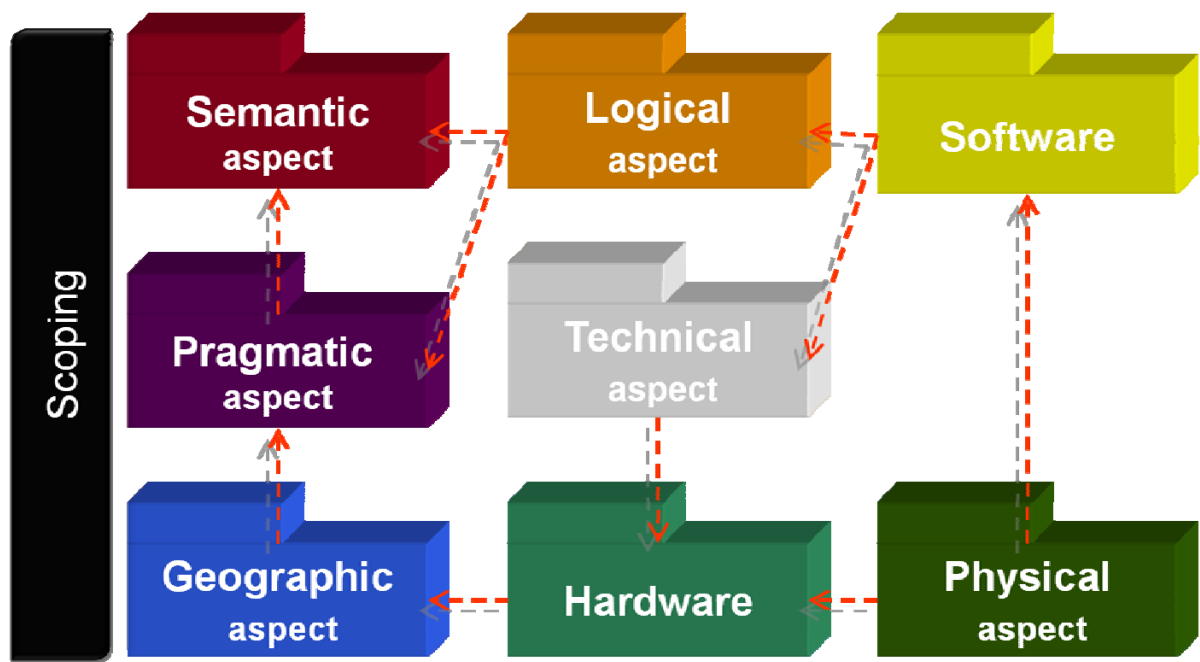 Scoping
Semantic
aspect
Logical
aspect
Software
Pragmatic
aspect
Technical
aspect
Geographic
aspect
Hardware
Physical
aspect